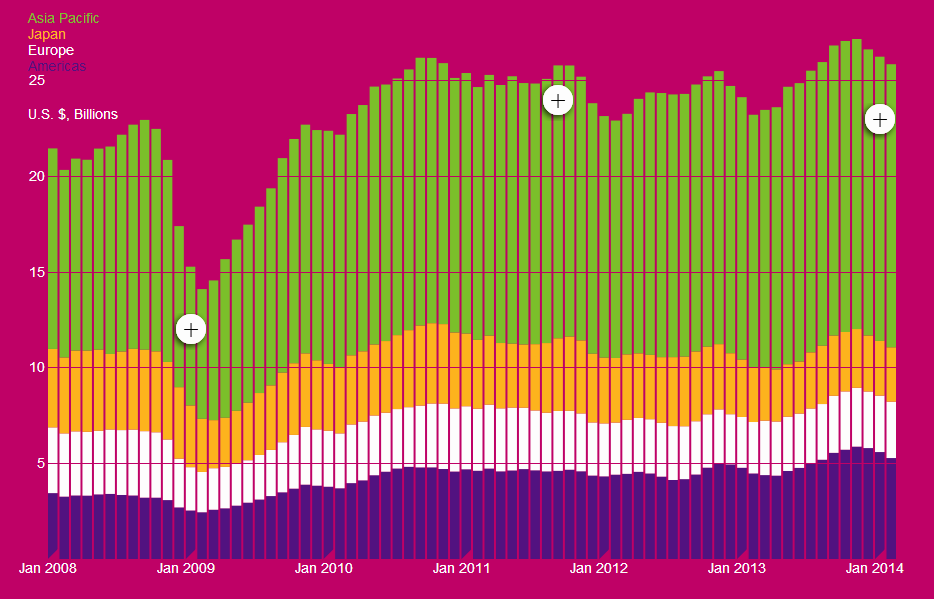 Asia Pacific
Japan
Europe
Americas
25
U.S. $, Billions
20
15
10
5
Jan 2008 Jan 2009 Jan 2010 Jan 2011 Jan 2012 Jan 2013 Jan 2014